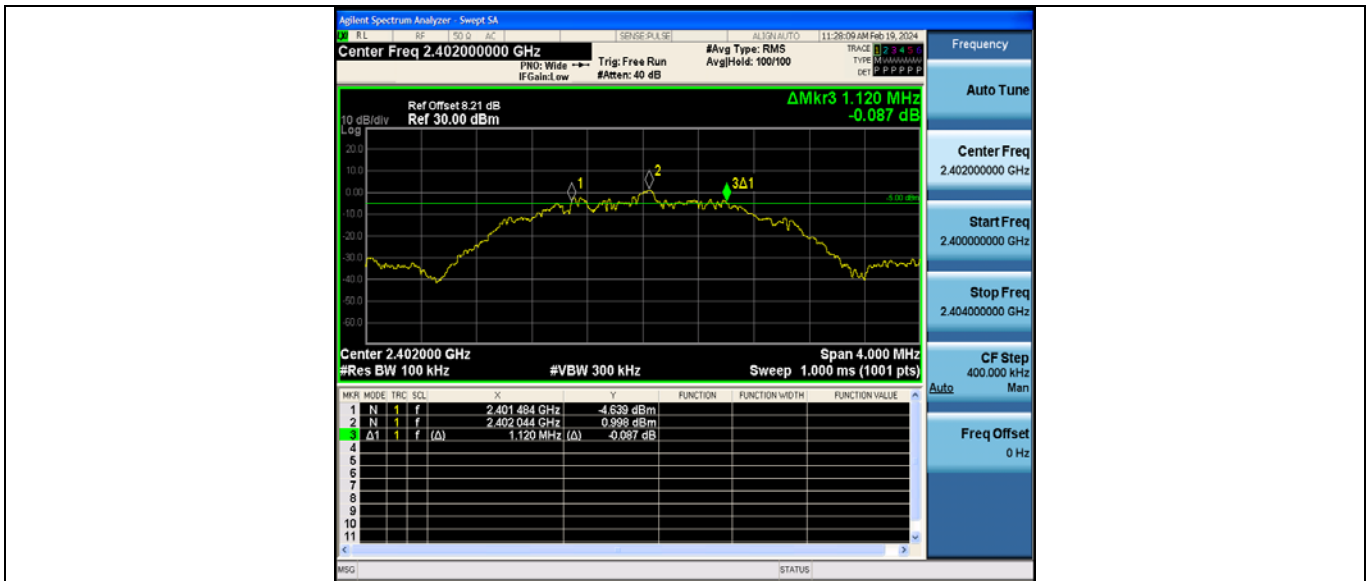 Agilent Spectrum Analyzer - Swept SA
RL RF 50 Ω AC SENSE:PULSE ALIGN AUTO 11:28:09 AM Feb 19, 2024
Center Freq 2.402000000 GHz
PNO: Wide
IFGain:Low
Trig: Free Run
#Atten: 40 dB
#Avg Type: RMS
Avg|Hold: 100/100
TRACE 1 2 3 4 5 6
TYPE M
DET P P P P P P
Ref Offset 8.21 dB
10 dB/div Ref 30.00 dBm
Log
ΔMkr3 1.120 MHz
-0.087 dB
20.0
10.0
0.00
-10.0
-20.0
-30.0
-40.0
-50.0
-60.0
1
2
3Δ1
-5.00 dBm
Center 2.402000 GHz Span 4.000 MHz
#Res BW 100 kHz #VBW 300 kHz Sweep 1.000 ms (1001 pts)
MKR MODE TRC SCL X Y FUNCTION FUNCTION WIDTH FUNCTION VALUE
1 N 1 f 2.401 484 GHz -4.639 dBm
2 N 1 f 2.402 044 GHz 0.998 dBm
3 Δ1 1 f (Δ) 1.120 MHz (Δ) -0.087 dB
4
5
6
7
8
9
10
11
MSG STATUS
Frequency
Auto Tune
Center Freq
2.402000000 GHz
Start Freq
2.400000000 GHz
Stop Freq
2.404000000 GHz
CF Step
400.000 kHz
Auto Man
Freq Offset
0 Hz